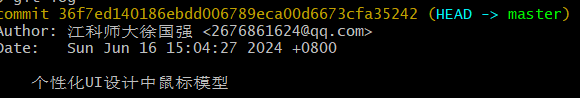 commit 36f7ed140186ebdd006789eca00d6673cfa35242 (HEAD -> master)
Author: 江科师大徐国强 <2676861624@qq.com>
Date:   Sun Jun 16 15:04:27 2024 +0800
个性化UI设计中鼠标模型